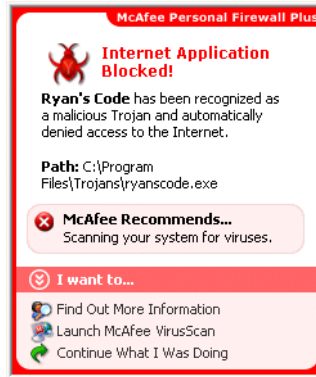 McAfee Personal Firewall Plus
Internet Application
Blocked!
Ryan's Code has been recognized as
a malicious Trojan and automatically
denied access to the Internet.
Path: C:\Program
Files\Trojans\ryanscode.exe
McAfee Recommends...
Scanning your system for viruses.
I want to...
Find Out More Information
Launch McAfee VirusScan
Continue What I Was Doing